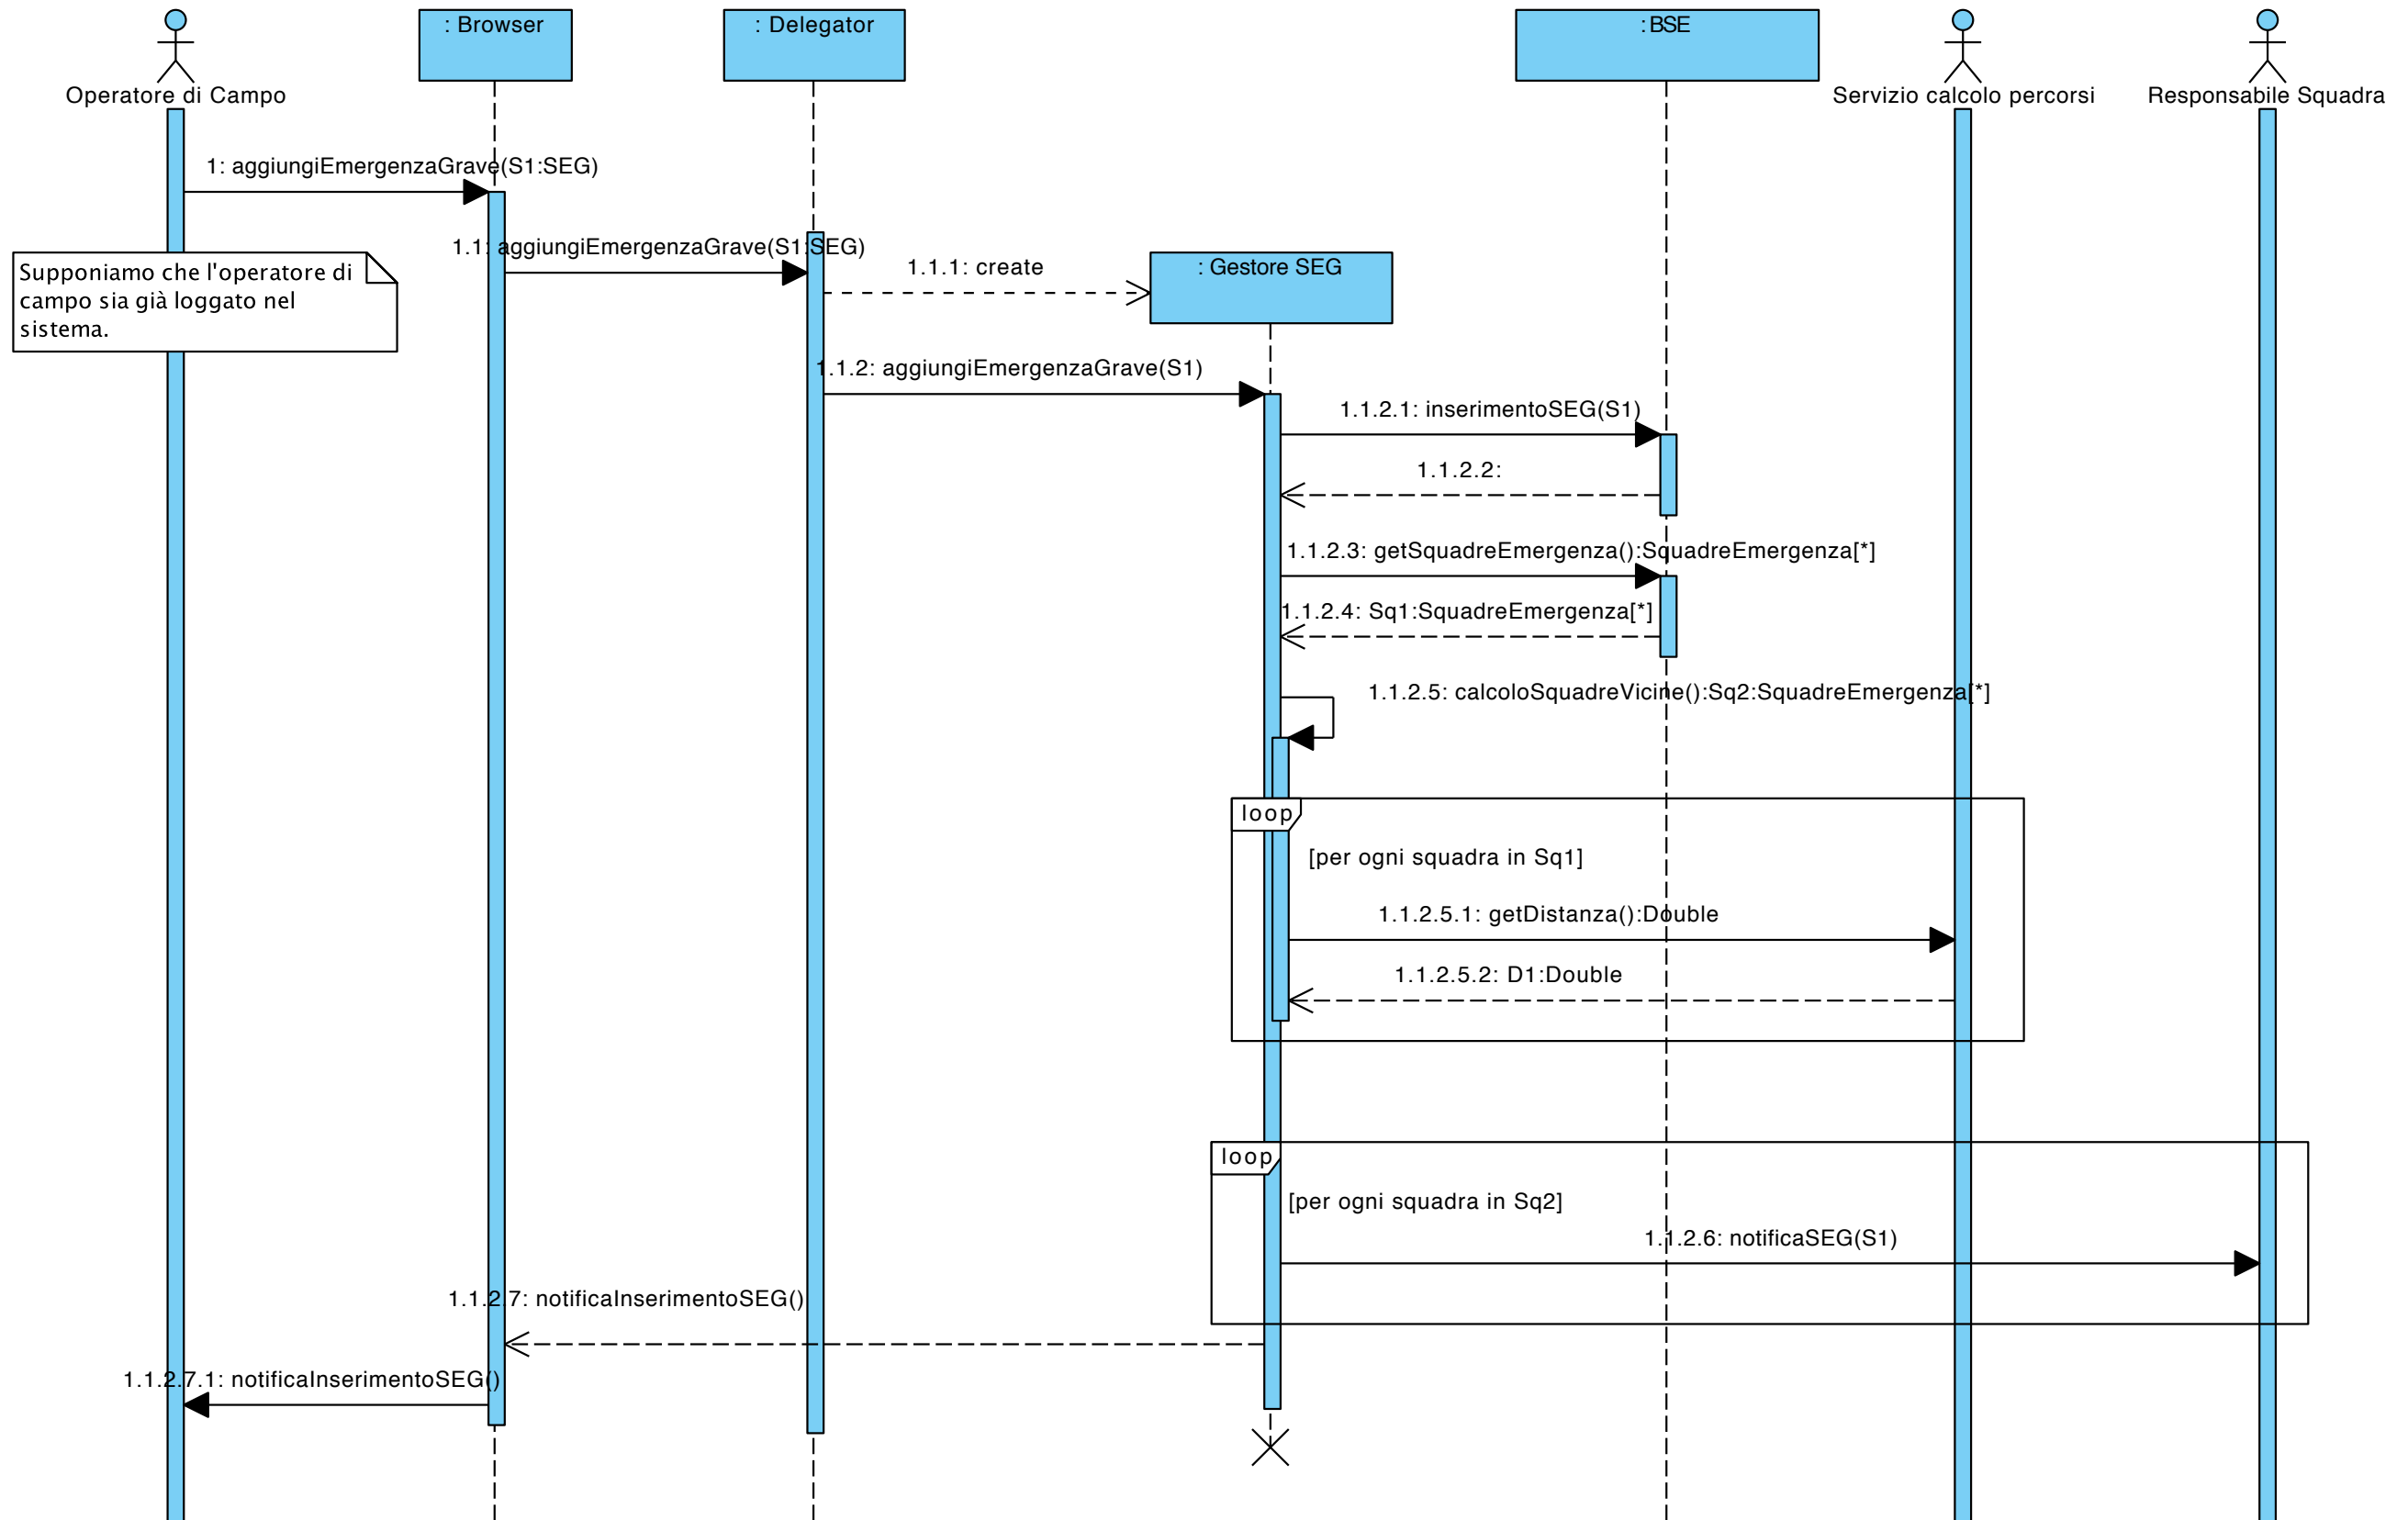 : Browser
: Delegator
: BSE
Operatore di Campo
Servizio calcolo percorsi
Responsabile Squadra
1: aggiungiEmergenzaGrave(S1:SEG)
1.1: aggiungiEmergenzaGrave(S1:SEG)
Supponiamo che l'operatore di
campo sia già loggato nel
sistema.
1.1.1: create
: Gestore SEG
1.1.2: aggiungiEmergenzaGrave(S1)
1.1.2.1: inserimentoSEG(S1)
1.1.2.2:
1.1.2.3: getSquadreEmergenza():SquadreEmergenza[*]
1.1.2.4: Sq1:SquadreEmergenza[*]
1.1.2.5: calcoloSquadreVicine():Sq2:SquadreEmergenza[*]
loop
[per ogni squadra in Sq1]
1.1.2.5.1: getDistanza():Double
1.1.2.5.2: D1:Double
loop
[per ogni squadra in Sq2]
1.1.2.6: notificaSEG(S1)
1.1.2.7: notificaInserimentoSEG()
1.1.2.7.1: notificaInserimentoSEG()